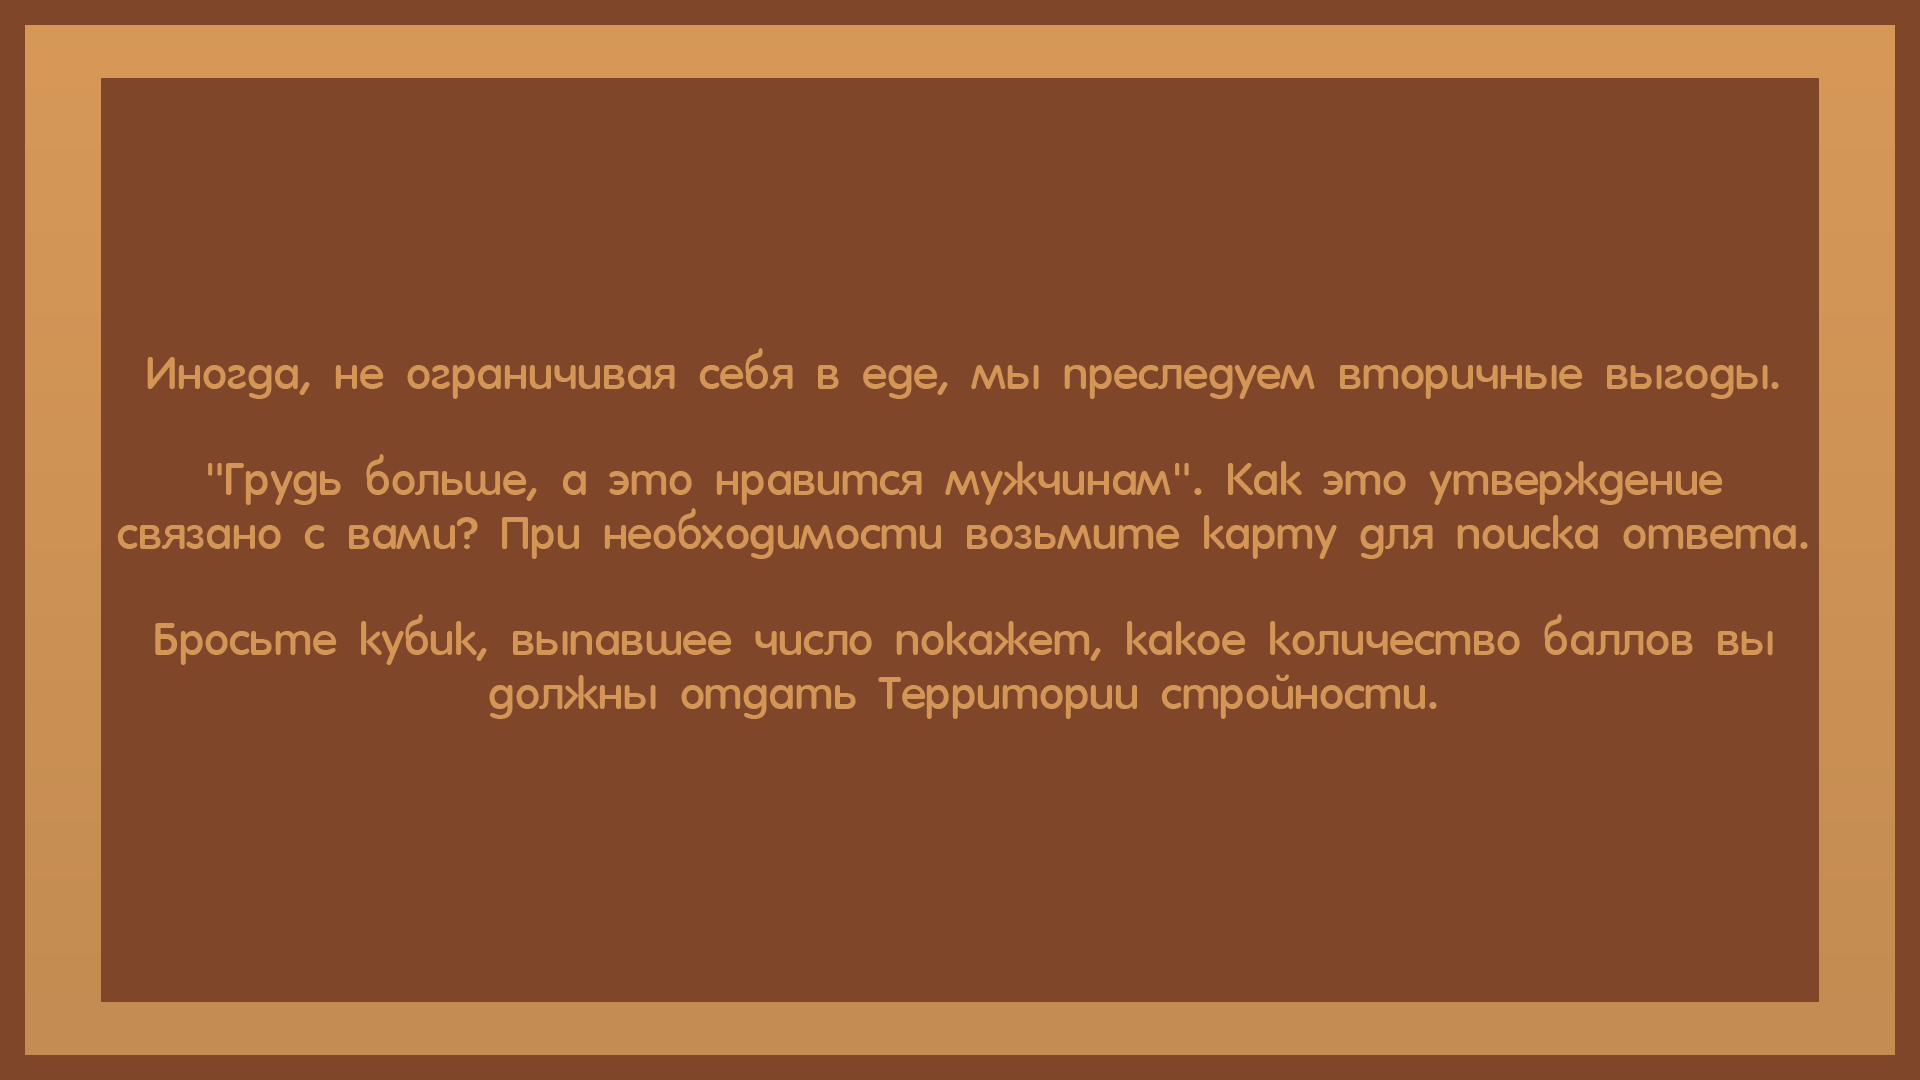 Иногда, не ограничивая себя в еде, мы преследуем вторичные выгоды.
"Грудь больше, а это нравится мужчинам". Как это утверждение
связано с вами? При необходимости возьмите карту для поиска ответа.
Бросьте кубик, выпавшее число покажет, какое количество баллов вы
должны отдать Территории стройности.